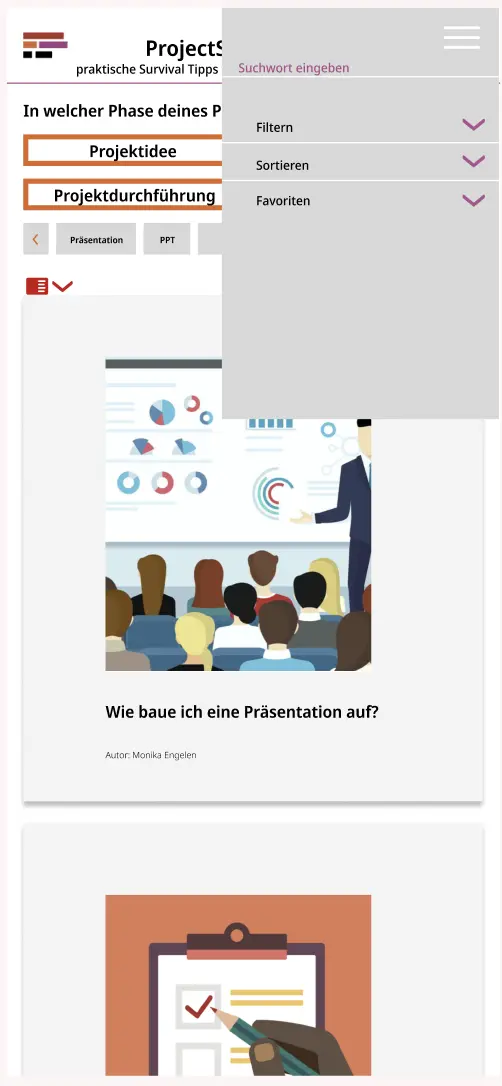 ProjectS
praktische Survival Tipps
Suchwort eingeben
In welcher Phase deines P
Filtern
Projektidee
Sortieren
Projektdurchführung
Favoriten
Präsentation
PPT
Wie baue ich eine Präsentation auf?
Autor: Monika Engelen